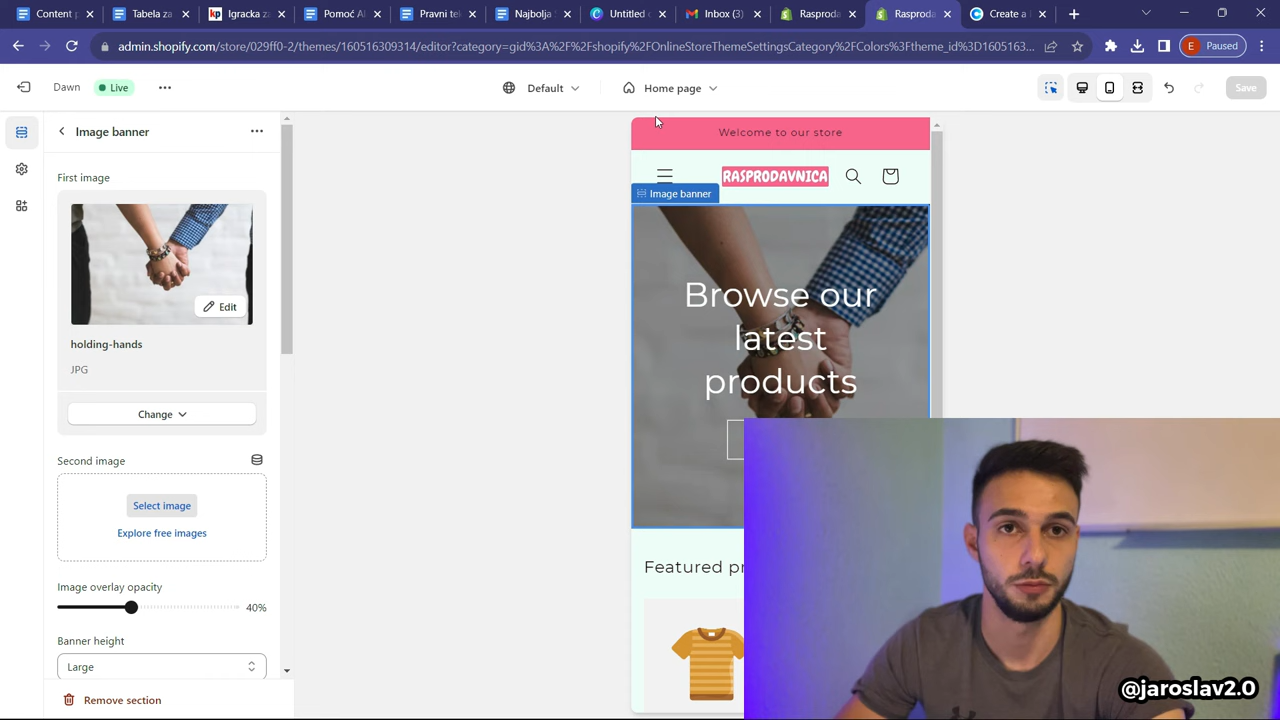 Content p
Tabela za
Igracka za
Pomoć AI
Pravni tek
Najbolja S
Untitled d
Inbox (3)
Rasproda
Rasproda
Create a l
admin.shopify.com/store/029ff0-2/themes/160516309314/editor?category=gid%3A%2F%2Fshopify%2FOnlineStoreThemeSettingsCategory%2FColors%3Ftheme_id%3D1605163...
E Paused
Dawn
Live
Default
Home page
Save
Image banner
First image
Edit
holding-hands
JPG
Change
Second image
Select image
Explore free images
Image overlay opacity
40%
Banner height
Large
Remove section
Welcome to our store
RASPRODAVNICA
Image banner
Browse our
latest
products
Featured pr
@jaroslav2.0